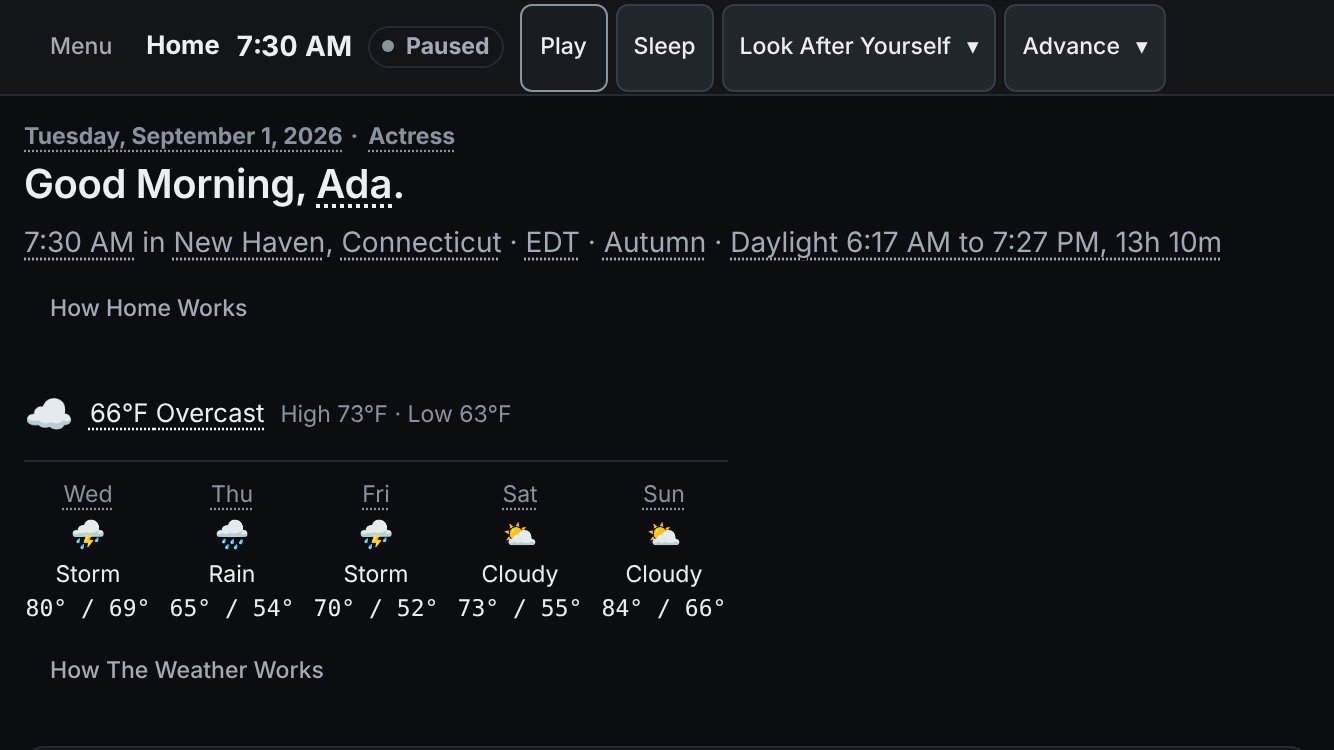 Menu Home 7:30 AM Paused Play Sleep Look After Yourself ▼ Advance ▼
Tuesday, September 1, 2026 · Actress
Good Morning, Ada.
7:30 AM in New Haven, Connecticut · EDT · Autumn · Daylight 6:17 AM to 7:27 PM, 13h 10m
How Home Works
66°F Overcast High 73°F · Low 63°F
Wed Thu Fri Sat Sun
Storm Rain Storm Cloudy Cloudy
80° / 69° 65° / 54° 70° / 52° 73° / 55° 84° / 66°
How The Weather Works